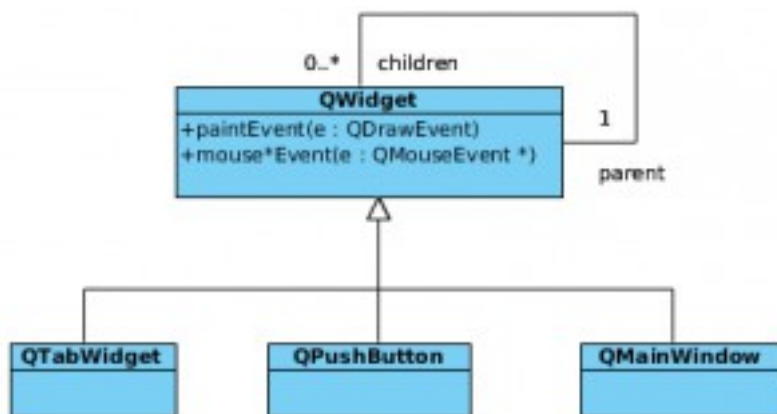 0..* children
QWidget
+paintEvent(e : QDrawEvent)
+mouse*Event(e : QMouseEvent *)
1
parent
QTabWidget
QPushButton
QMainWindow